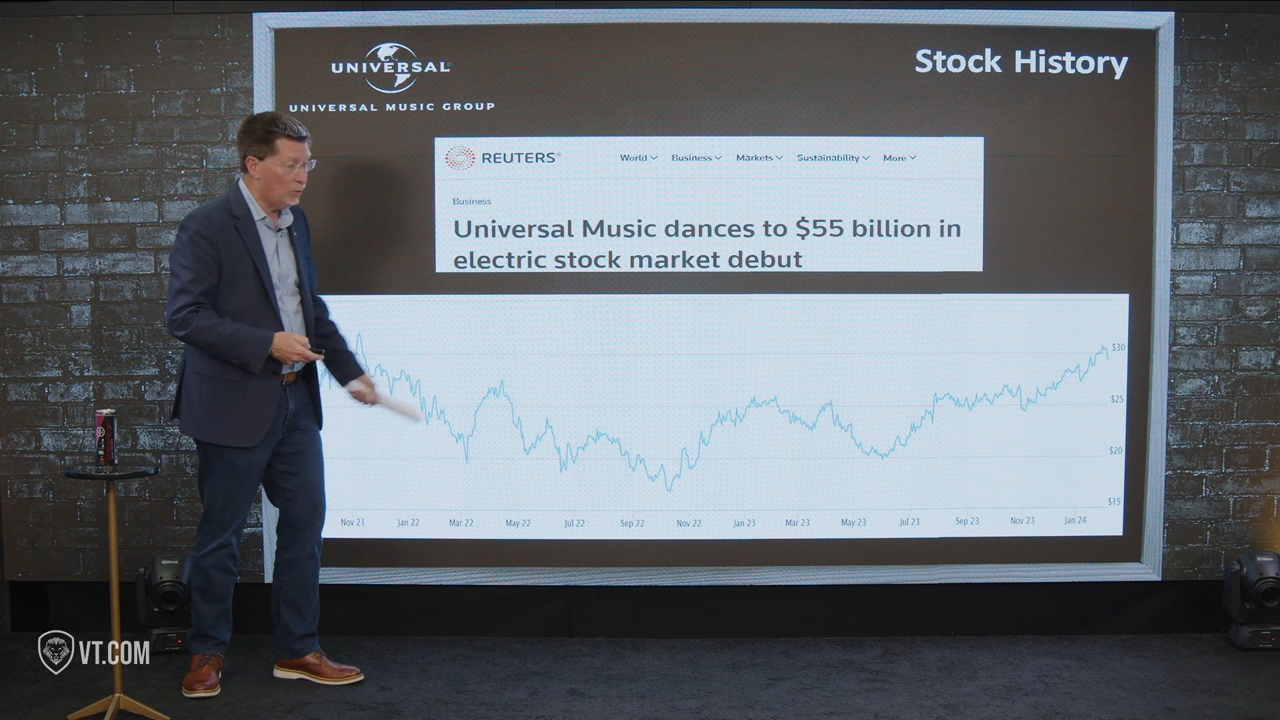 UNIVERSAL
UNIVERSAL MUSIC GROUP
Stock History
REUTERS
World Business Markets Sustainability More
Business
Universal Music dances to $55 billion in
electric stock market debut
$30
$25
$20
$15
Nov 21 Jan 22 Mar 22 May 22 Jul 22 Sep 22 Nov 22 Jan 23 Mar 23 May 23 Jul 23 Sep 23 Nov 23 Jan 24
VT.COM